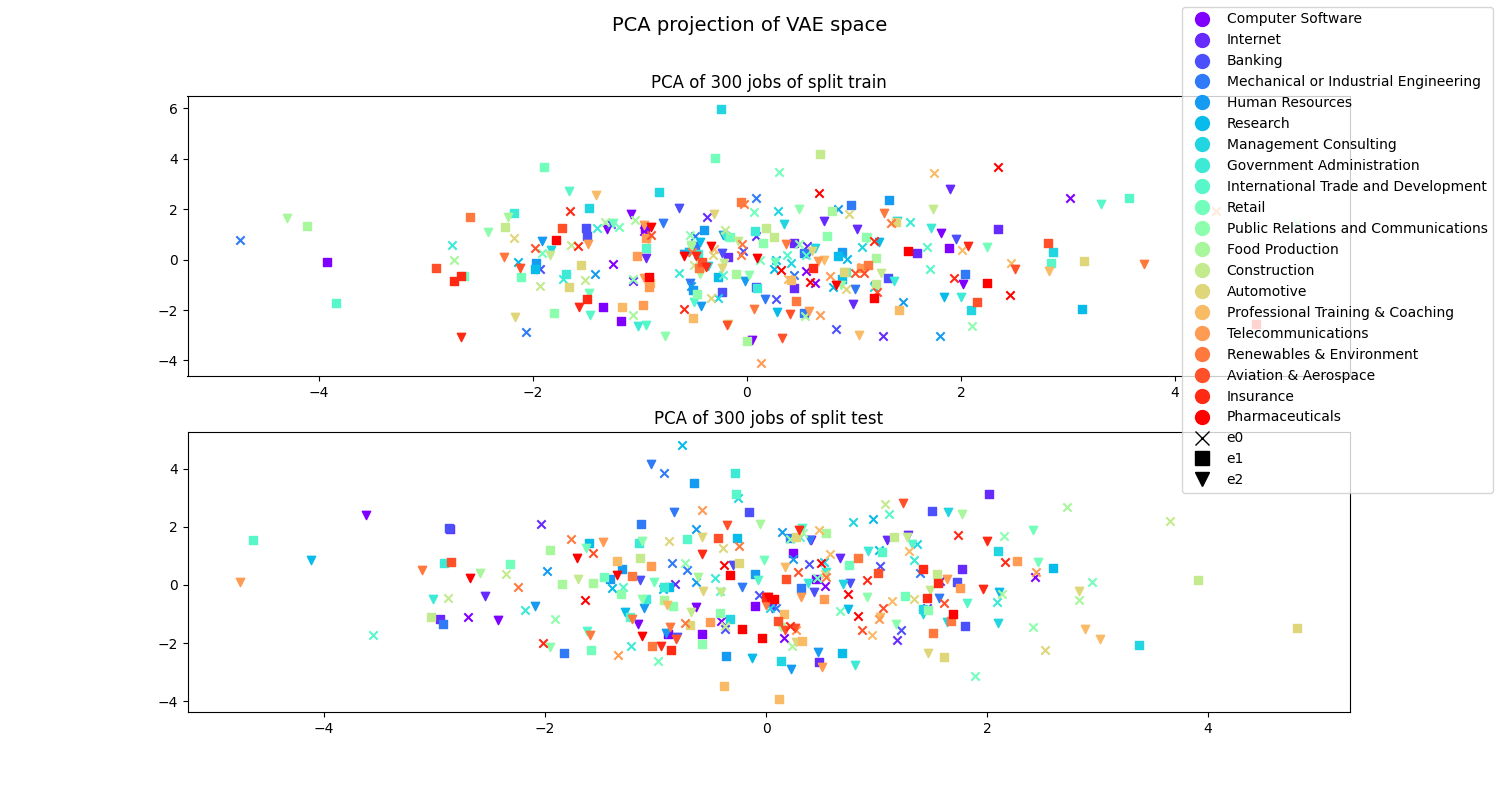 PCA projection of VAE space
PCA of 300 jobs of split train
6
4
2
0
−2
−4
−4
−2
0
2
4
PCA of 300 jobs of split test
4
2
0
−2
−4
−4
−2
0
2
4
Computer Software
Internet
Banking
Mechanical or Industrial Engineering
Human Resources
Research
Management Consulting
Government Administration
International Trade and Development
Retail
Public Relations and Communications
Food Production
Construction
Automotive
Professional Training & Coaching
Telecommunications
Renewables & Environment
Aviation & Aerospace
Insurance
Pharmaceuticals
e0
e1
e2